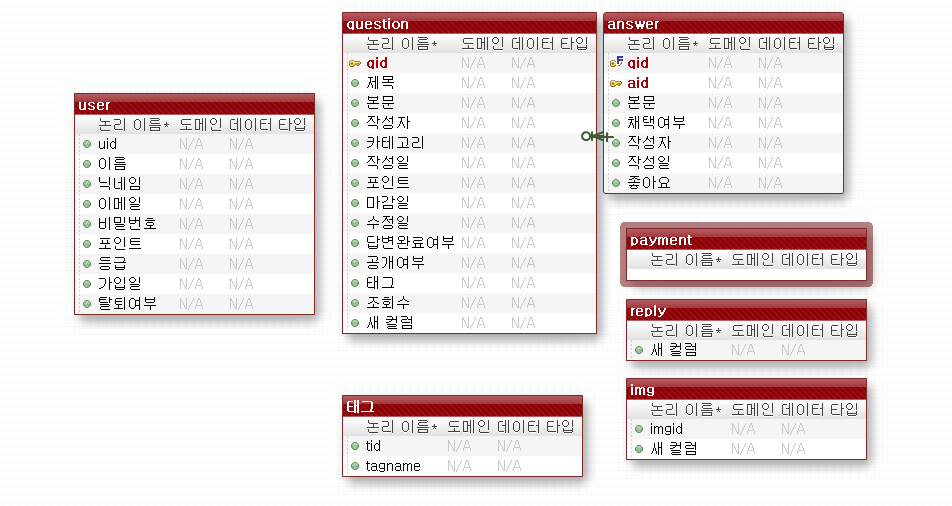 user
논리 이름* 도메인 데이터 타입
uid N/A N/A
이름 N/A N/A
닉네임 N/A N/A
이메일 N/A N/A
비밀번호 N/A N/A
포인트 N/A N/A
등급 N/A N/A
가입일 N/A N/A
탈퇴여부 N/A N/A
question
논리 이름* 도메인 데이터 타입
qid N/A N/A
제목 N/A N/A
본문 N/A N/A
작성자 N/A N/A
카테고리 N/A N/A
작성일 N/A N/A
포인트 N/A N/A
마감일 N/A N/A
수정일 N/A N/A
답변완료여부 N/A N/A
공개여부 N/A N/A
태그 N/A N/A
조회수 N/A N/A
새 컬럼 N/A N/A
answer
논리 이름* 도메인 데이터 타입
F qid N/A N/A
aid N/A N/A
본문 N/A N/A
채택여부 N/A N/A
작성자 N/A N/A
작성일 N/A N/A
좋아요 N/A N/A
payment
논리 이름* 도메인 데이터 타입
reply
논리 이름* 도메인 데이터 타입
새 컬럼 N/A N/A
img
논리 이름* 도메인 데이터 타입
imgid N/A N/A
새 컬럼 N/A N/A
태그
논리 이름* 도메인 데이터 타입
tid N/A N/A
tagname N/A N/A